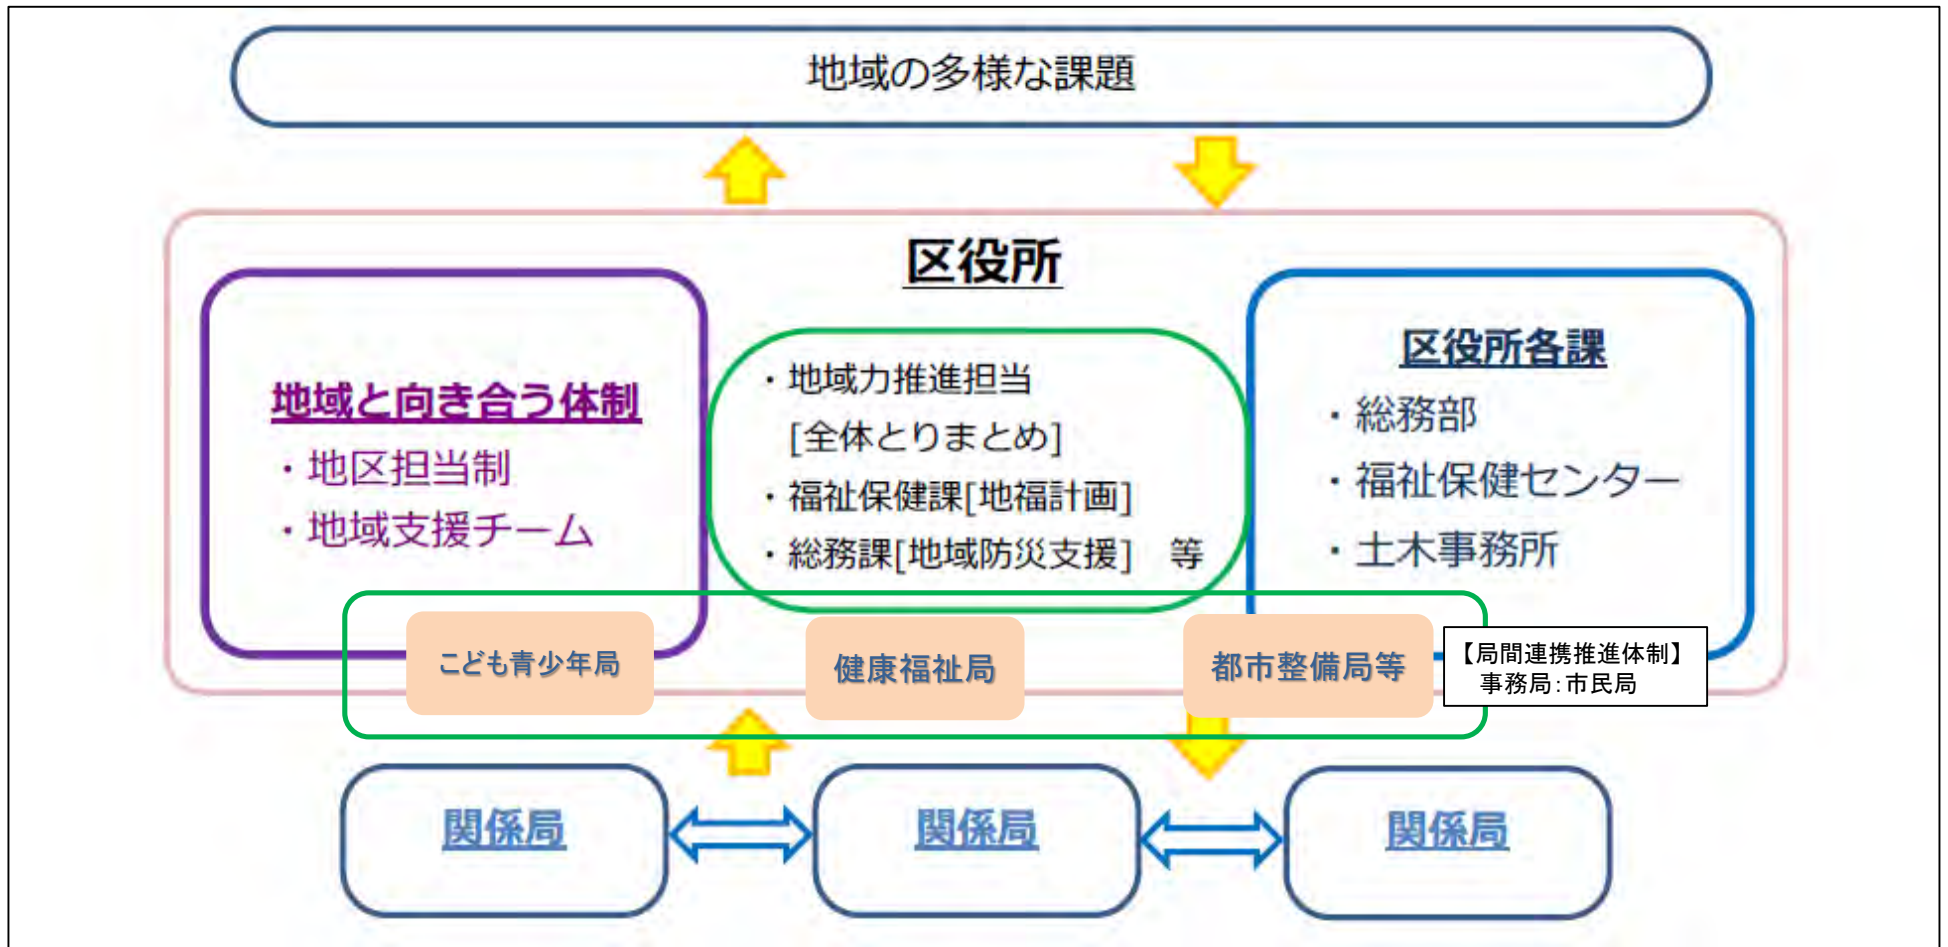 地域の多様な課題
区役所
地域と向き合う体制
・地区担当制
・地域支援チーム
・地域力推進担当
[全体とりまとめ]
・福祉保健課[地福計画]
・総務課[地域防災支援]　等
区役所各課
・総務部
・福祉保健センター
・土木事務所
こども青少年局
健康福祉局
都市整備局等
【局間連携推進体制】
事務局：市民局
関係局
関係局
関係局